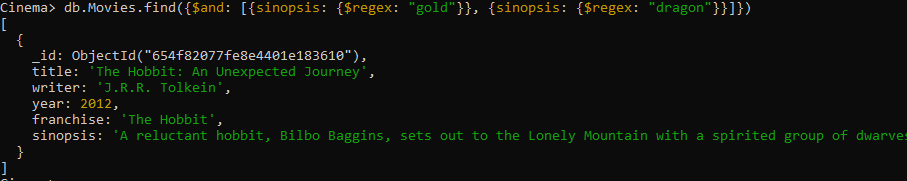 Cinema> db.Movies.find({$and: [{sinopsis: {$regex: "gold"}}, {sinopsis: {$regex: "dragon"}}]})
[
  {
    _id: ObjectId("654f82077fe8e4401e183610"),
    title: 'The Hobbit: An Unexpected Journey',
    writer: 'J.R.R. Tolkein',
    year: 2012,
    franchise: 'The Hobbit',
    sinopsis: 'A reluctant hobbit, Bilbo Baggins, sets out to the Lonely Mountain with a spirited group of dwarves
  }
]